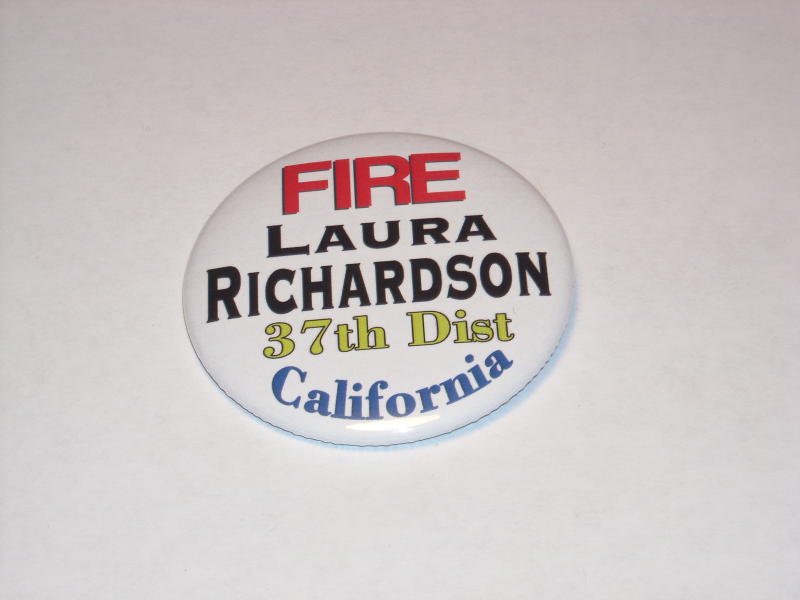 FIRE
LAURA
RICHARDSON
37th Dist
California